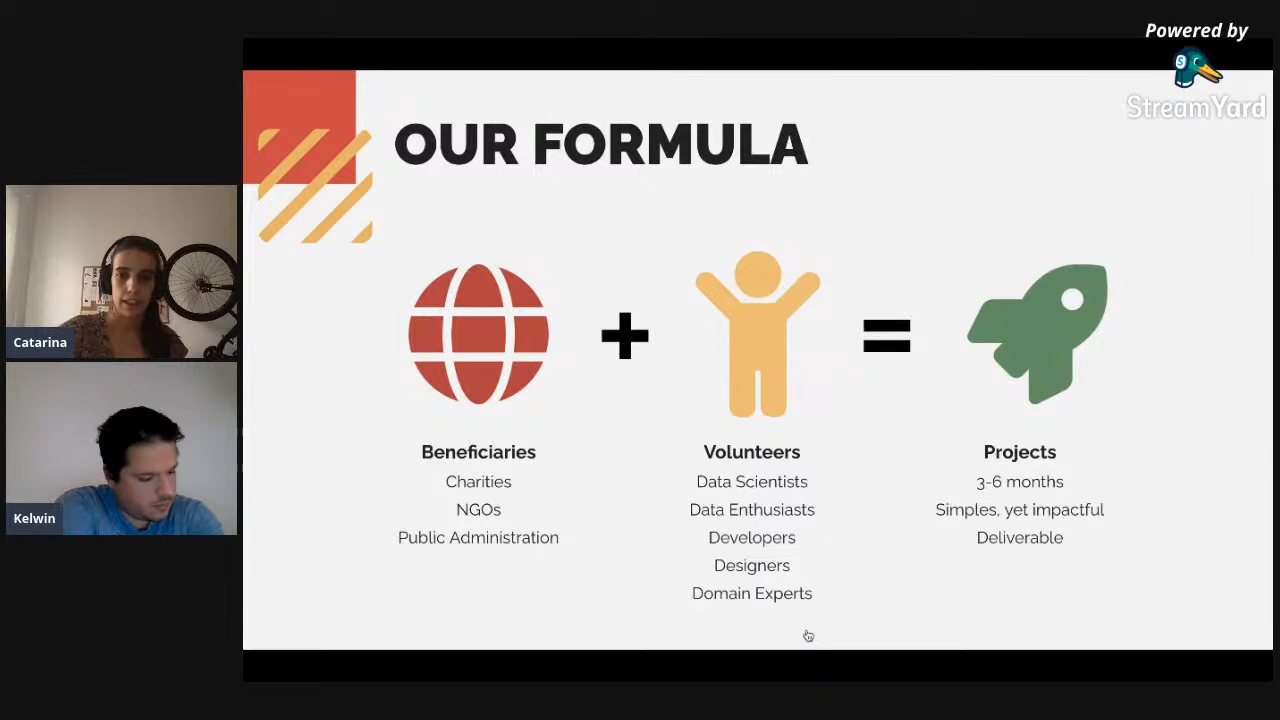 Powered by
StreamYard
OUR FORMULA
Catarina
Kelwin
+
=
Beneficiaries
Charities
NGOs
Public Administration
Volunteers
Data Scientists
Data Enthusiasts
Developers
Designers
Domain Experts
Projects
3-6 months
Simples, yet impactful
Deliverable